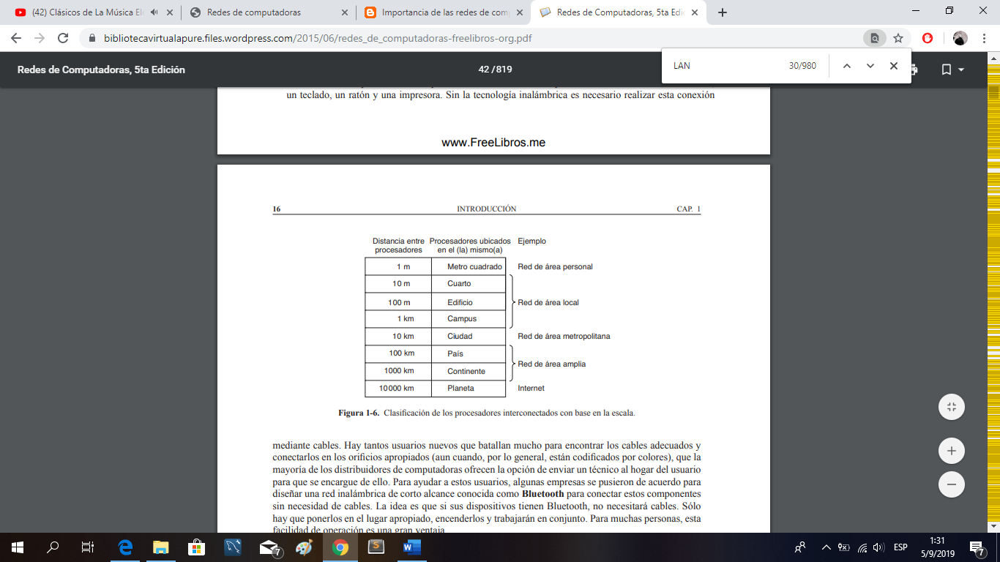 (42) Clásicos de La Música Ele
Redes de computadoras
Importancia de las redes de com
Redes de Computadoras, 5ta Edic
bibliotecavirtualapure.files.wordpress.com/2015/06/redes_de_computadoras-freelibros-org.pdf
Redes de Computadoras, 5ta Edición
42 / 819
LAN
30/980
un teclado, un ratón y una impresora. Sin la tecnología inalámbrica es necesario realizar esta conexión
www.FreeLibros.me
16 INTRODUCCIÓN CAP. 1
Distancia entre procesadores
Procesadores ubicados en el (la) mismo(a)
Ejemplo
1 m Metro cuadrado Red de área personal
10 m Cuarto
100 m Edificio Red de área local
1 km Campus
10 km Ciudad Red de área metropolitana
100 km País
Red de área amplia
1000 km Continente
10 000 km Planeta Internet
Figura 1-6. Clasificación de los procesadores interconectados con base en la escala.
mediante cables. Hay tantos usuarios nuevos que batallan mucho para encontrar los cables adecuados y
conectarlos en los orificios apropiados (aun cuando, por lo general, están codificados por colores), que la
mayoría de los distribuidores de computadoras ofrecen la opción de enviar un técnico al hogar del usuario
para que se encargue de ello. Para ayudar a estos usuarios, algunas empresas se pusieron de acuerdo para
diseñar una red inalámbrica de corto alcance conocida como Bluetooth para conectar estos componentes
sin necesidad de cables. La idea es que si sus dispositivos tienen Bluetooth, no necesitará cables. Sólo
hay que ponerlos en el lugar apropiado, encenderlos y trabajarán en conjunto. Para muchas personas, esta
facilidad de operación es una gran ventaja.
7
S
W
ESP
1:31
5/9/2019
7